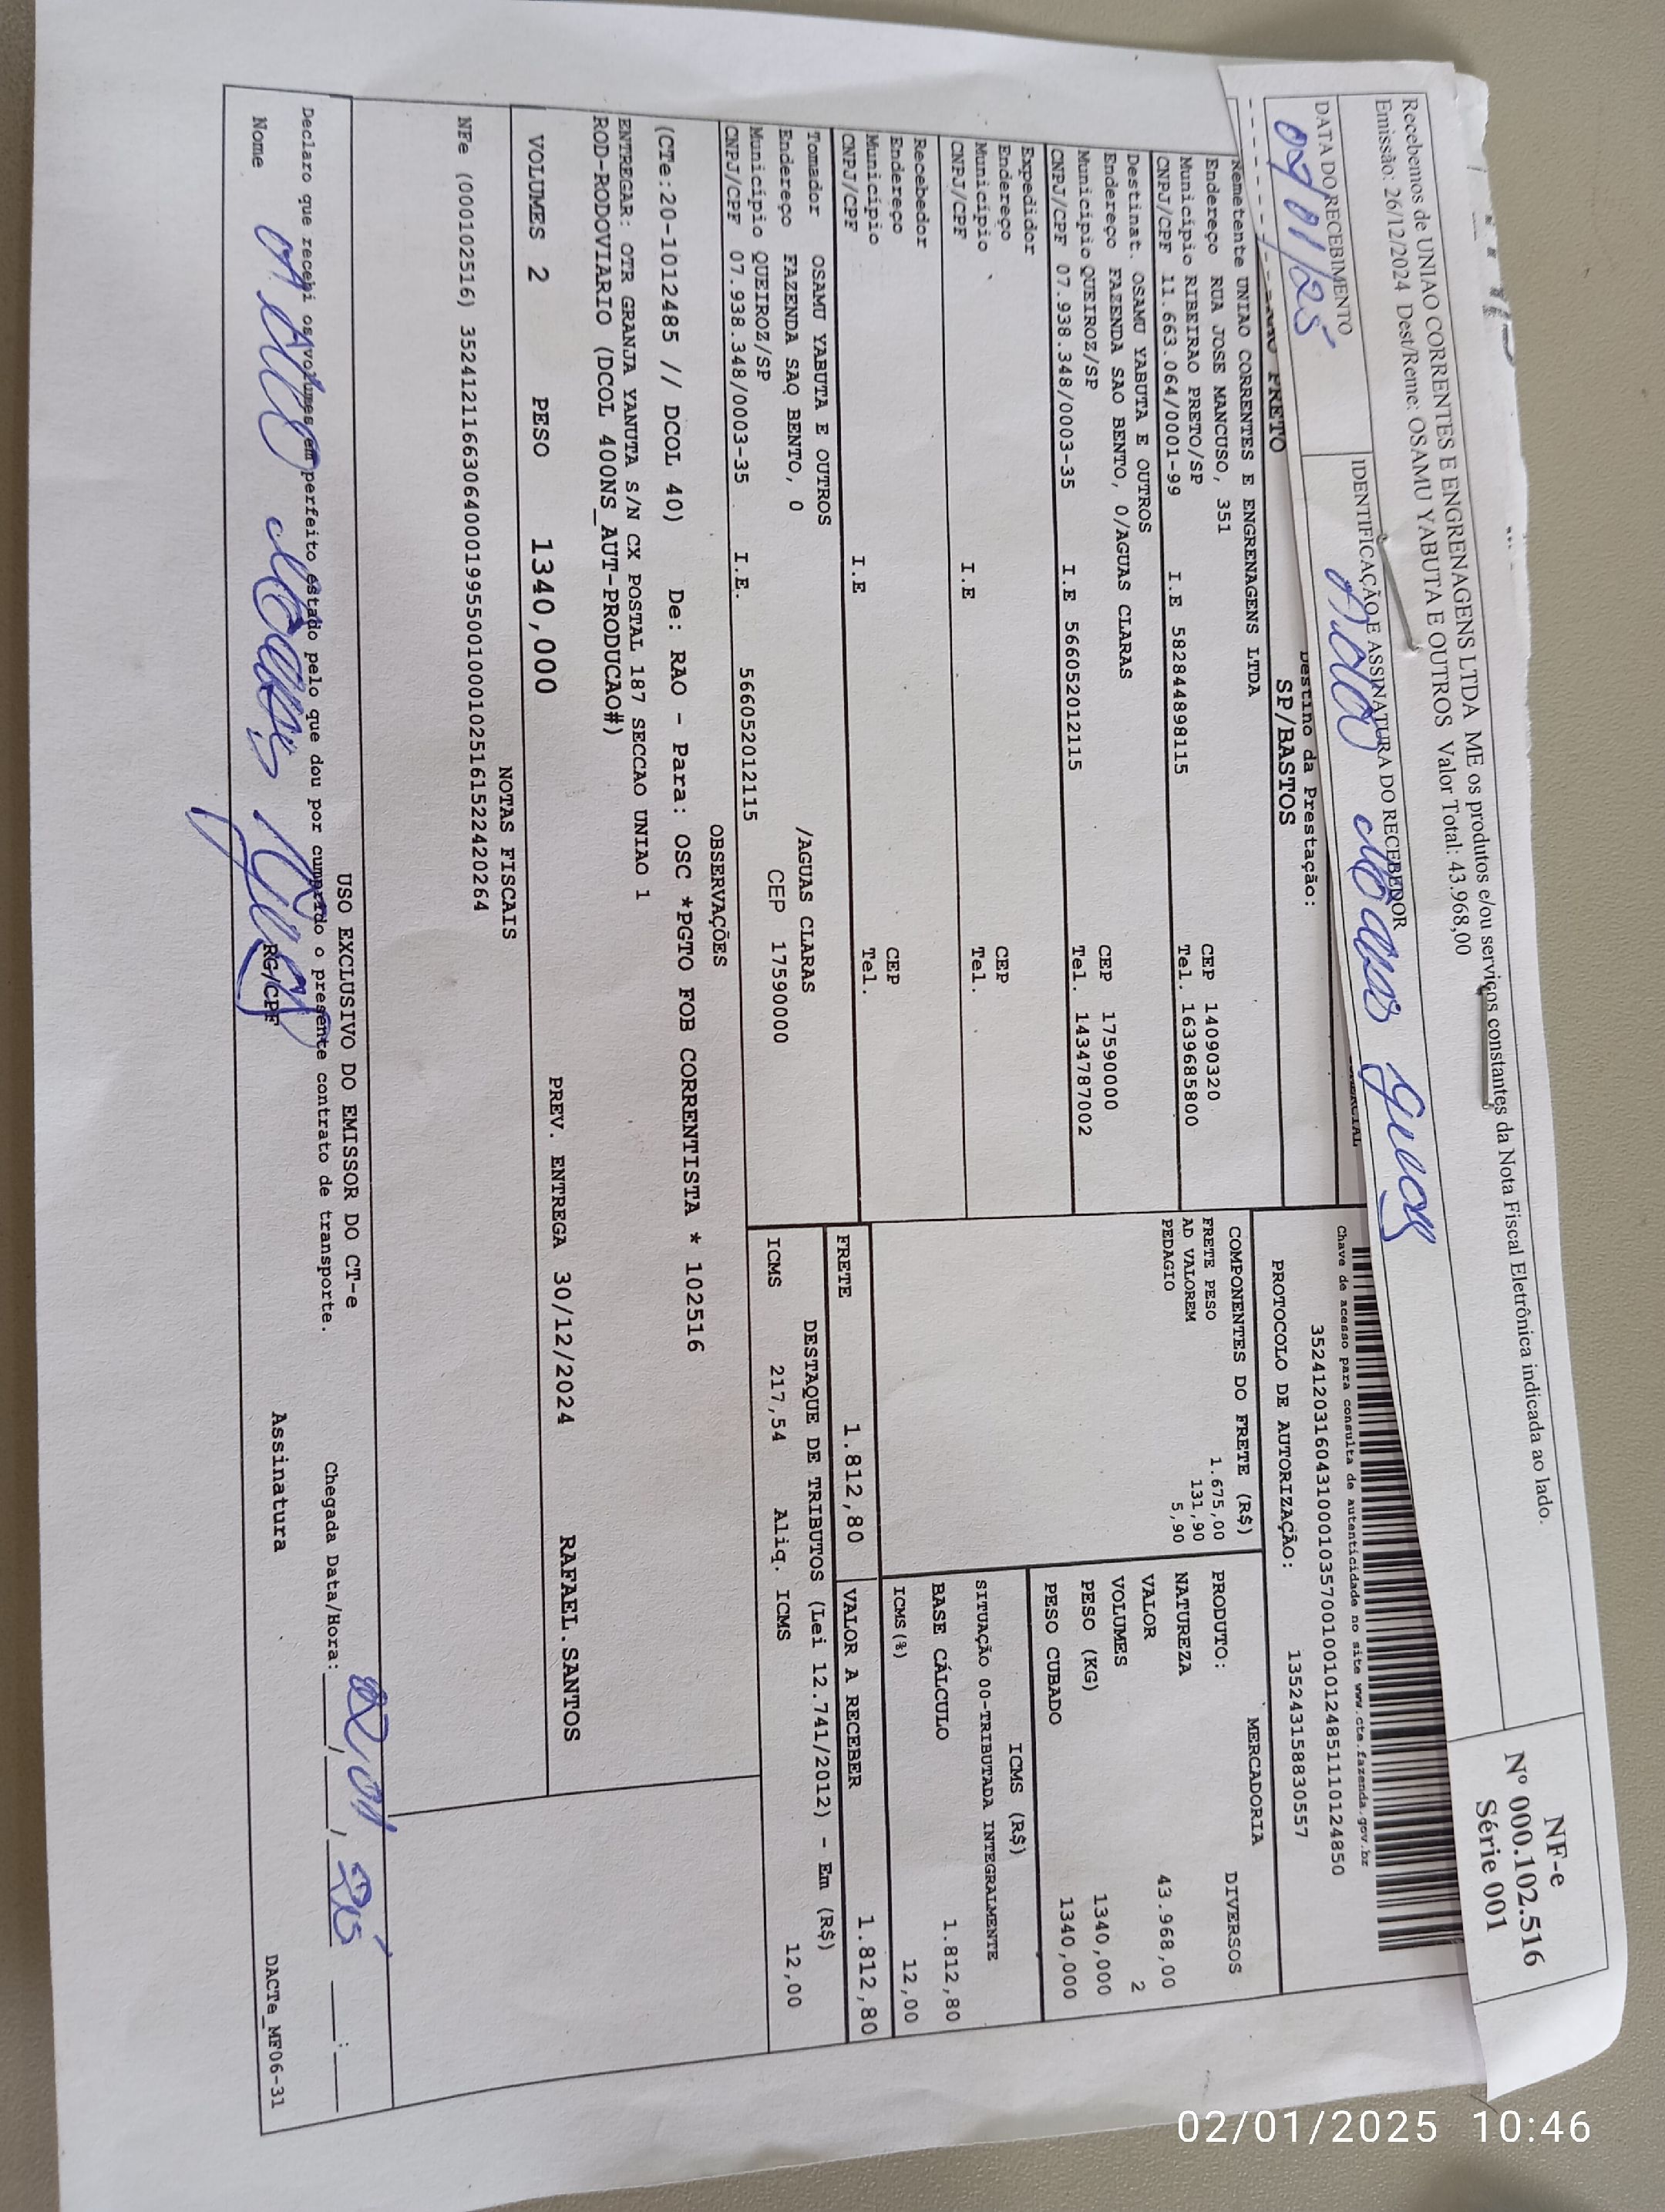 Recebemos de UNIAO CORRENTES E ENGRENAGENS LTDA ME os produtos e/ou serviços constantes da Nota Fiscal Eletrônica indicada ao lado.
Emissão: 26/12/2024 Dest/Reme: OSAMU YABUTA E OUTROS Valor Total: 43.968,00
NF-e
Nº 000.102.516
Série 001
DATA DO RECEBIMENTO
IDENTIFICAÇÃO E ASSINATURA DO RECEBEDOR
Chave de acesso para consulta de autenticidade no site www.cte.fazenda.gov.br
35241203160431000103570010010124851110124850
Destino da Prestação:
SP/BASTOS
PROTOCOLO DE AUTORIZAÇÃO: 135243158830557
Remetente UNIAO CORRENTES E ENGRENAGENS LTDA
Endereço RUA JOSE MANCUSO, 351 CEP 14090320
Município RIBEIRAO PRETO/SP Tel. 1639685800
CNPJ/CPF 11.663.064/0001-99 I.E 582844898115
Destinat. OSAMU YABUTA E OUTROS
Endereço FAZENDA SAO BENTO, 0/AGUAS CLARAS CEP 17590000
Município QUEIROZ/SP Tel. 1434787002
CNPJ/CPF 07.938.348/0003-35 I.E 566052012115
Expedidor
Endereço CEP
Município Tel.
CNPJ/CPF I.E
Recebedor
Endereço CEP
Município Tel.
CNPJ/CPF I.E
Tomador OSAMU YABUTA E OUTROS
Endereço FAZENDA SAO BENTO, 0 /AGUAS CLARAS
Município QUEIROZ/SP CEP 17590000
CNPJ/CPF 07.938.348/0003-35 I.E. 566052012115
COMPONENTES DO FRETE (R$)
FRETE PESO 1.675,00
AD VALOREM 131,90
PEDAGIO 5,90
MERCADORIA
PRODUTO: DIVERSOS
NATUREZA
VALOR 43.968,00
VOLUMES 2
PESO (KG) 1340,000
PESO CUBADO 1340,000
ICMS (R$)
SITUAÇÃO 00-TRIBUTADA INTEGRALMENTE
BASE CÁLCULO 1.812,80
ICMS(%) 12,00
FRETE 1.812,80 VALOR A RECEBER 1.812,80
DESTAQUE DE TRIBUTOS (Lei 12.741/2012) - Em (R$)
ICMS 217,54 Aliq. ICMS 12,00
OBSERVAÇÕES
(CTe:20-1012485 // DCOL 40) De: RAO - Para: OSC *PGTO FOB CORRENTISTA * 102516
ENTREGAR: OTR GRANJA YANUTA S/N CX POSTAL 187 SECCAO UNIAO 1
ROD-RODOVIARIO (DCOL 400NS_AUT-PRODUCAO#)
VOLUMES 2 PESO 1340,000 PREV. ENTREGA 30/12/2024 RAFAEL.SANTOS
NOTAS FISCAIS
NFe (000102516) 35241211663064000199550010001025161522420264
USO EXCLUSIVO DO EMISSOR DO CT-e
Declaro que recebi os volumes em perfeito estado pelo que dou por cumprido o presente contrato de transporte.
Chegada Data/Hora: 02/01/25
Nome RG/CPF Assinatura
DACTe_MF06-31
02/01/2025 10:46